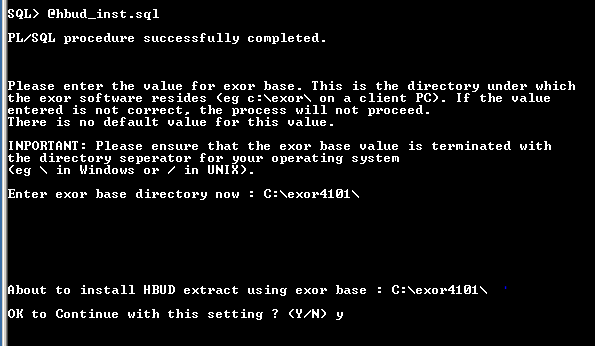 SQL> @hbud_inst.sql
PL/SQL procedure successfully completed.
Please enter the value for exor base. This is the directory under which
the exor software resides (eg c:\exor\ on a client PC). If the value
entered is not correct, the process will not proceed.
There is no default value for this value.
INPORTANT: Please ensure that the exor base value is terminated with
the directory seperator for your operating system
(eg \ in Windows or / in UNIX).
Enter exor base directory now : C:\exor4101\
About to install HBUD extract using exor base : C:\exor4101\
OK to Continue with this setting ? (Y/N) y